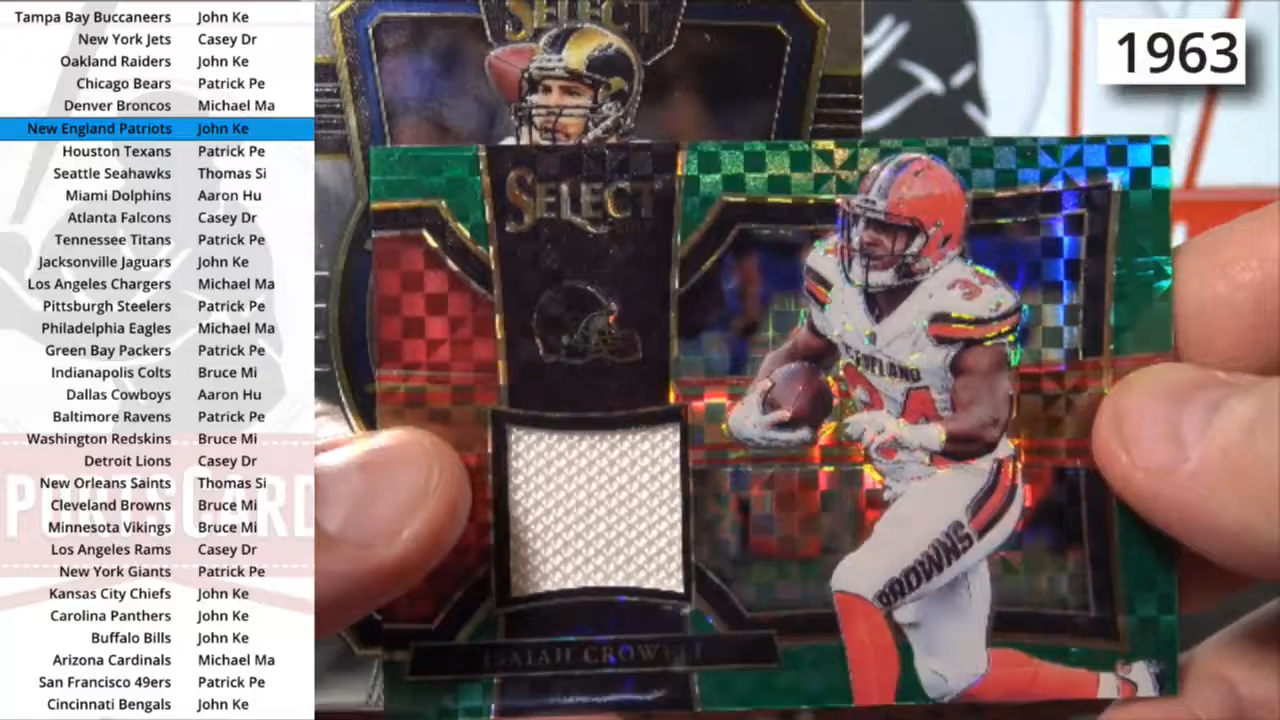 Tampa Bay Buccaneers John Ke
New York Jets Casey Dr
Oakland Raiders John Ke
Chicago Bears Patrick Pe
Denver Broncos Michael Ma
New England Patriots John Ke
Houston Texans Patrick Pe
Seattle Seahawks Thomas Si
Miami Dolphins Aaron Hu
Atlanta Falcons Casey Dr
Tennessee Titans Patrick Pe
Jacksonville Jaguars John Ke
Los Angeles Chargers Michael Ma
Pittsburgh Steelers Patrick Pe
Philadelphia Eagles Michael Ma
Green Bay Packers Patrick Pe
Indianapolis Colts Bruce Mi
Dallas Cowboys Aaron Hu
Baltimore Ravens Patrick Pe
Washington Redskins Bruce Mi
Detroit Lions Casey Dr
New Orleans Saints Thomas Si
Cleveland Browns Bruce Mi
Minnesota Vikings Bruce Mi
Los Angeles Rams Casey Dr
New York Giants Patrick Pe
Kansas City Chiefs John Ke
Carolina Panthers John Ke
Buffalo Bills John Ke
Arizona Cardinals Michael Ma
San Francisco 49ers Patrick Pe
Cincinnati Bengals John Ke
1963
SELECT
SELECT
34
CLEVELAND
34
BROWNS
ISAIAH CROWELL